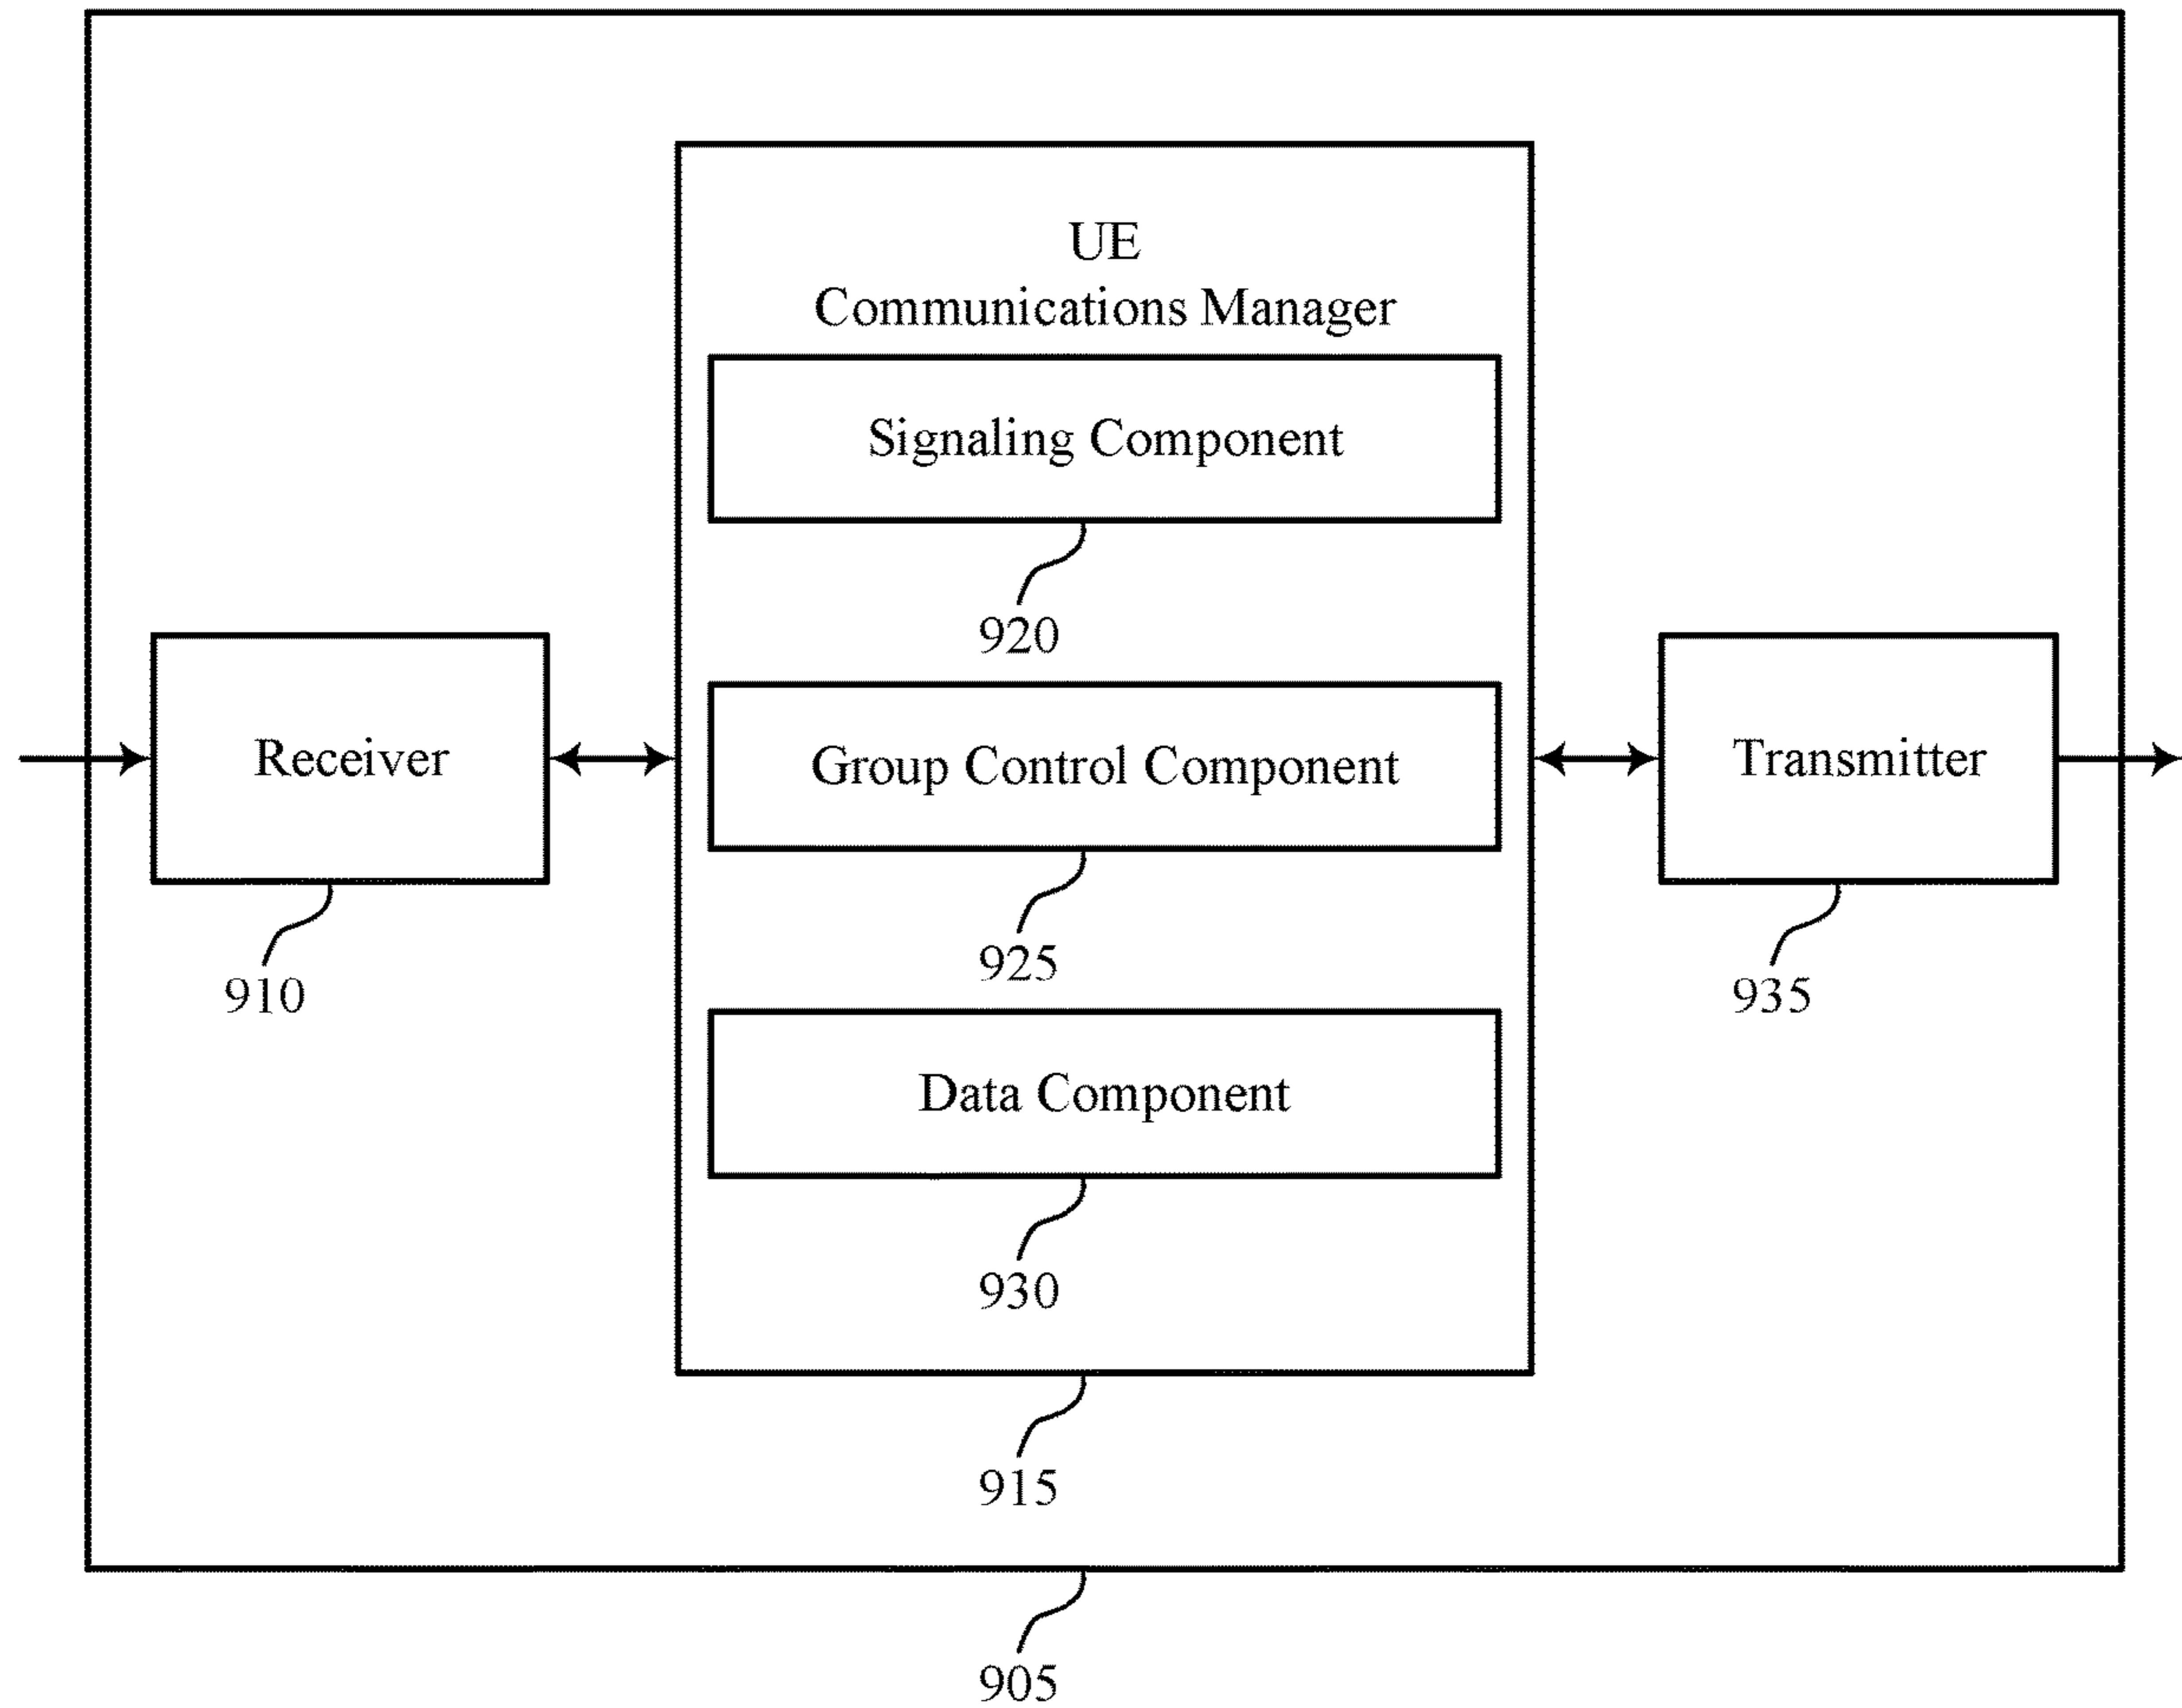 UE
Communications Manager
Signaling Component
920
Receiver
910
Group Control Component
925
Transmitter
935
Data Component
930
915
905